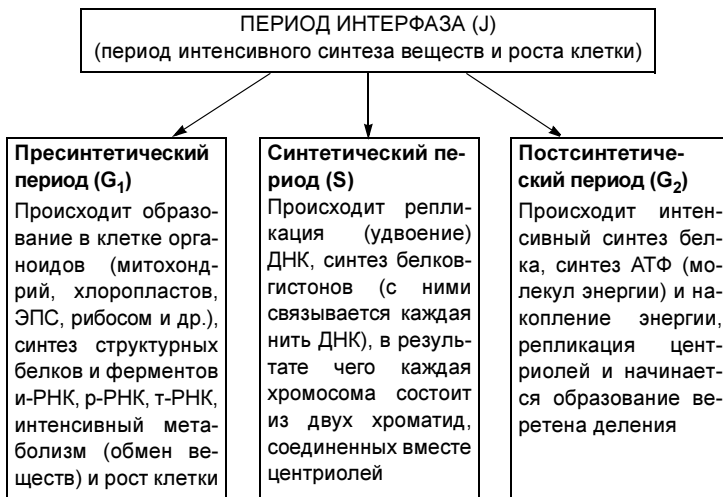 ПЕРИОД ИНТЕРФАЗА (J)
(период интенсивного синтеза веществ и роста клетки)
Пресинтетический
период (G₁)
Происходит образо-
вание в клетке орга-
ноидов (митохонд-
рий, хлоропластов,
ЭПС, рибосом и др.),
синтез структурных
белков и ферментов
и-РНК, р-РНК, т-РНК,
интенсивный мета-
болизм (обмен ве-
ществ) и рост клетки
Синтетический пе-
риод (S)
Происходит репли-
кация (удвоение)
ДНК, синтез белков-
гистонов (с ними
связывается каждая
нить ДНК), в резуль-
тате чего каждая
хромосома состоит
из двух хроматид,
соединенных вместе
центриолей
Постсинтетиче-
ский период (G₂)
Происходит интен-
сивный синтез бел-
ка, синтез АТФ (мо-
лекул энергии) и на-
копление энергии,
репликация цент-
риолей и начинает-
ся образование ве-
ретена деления